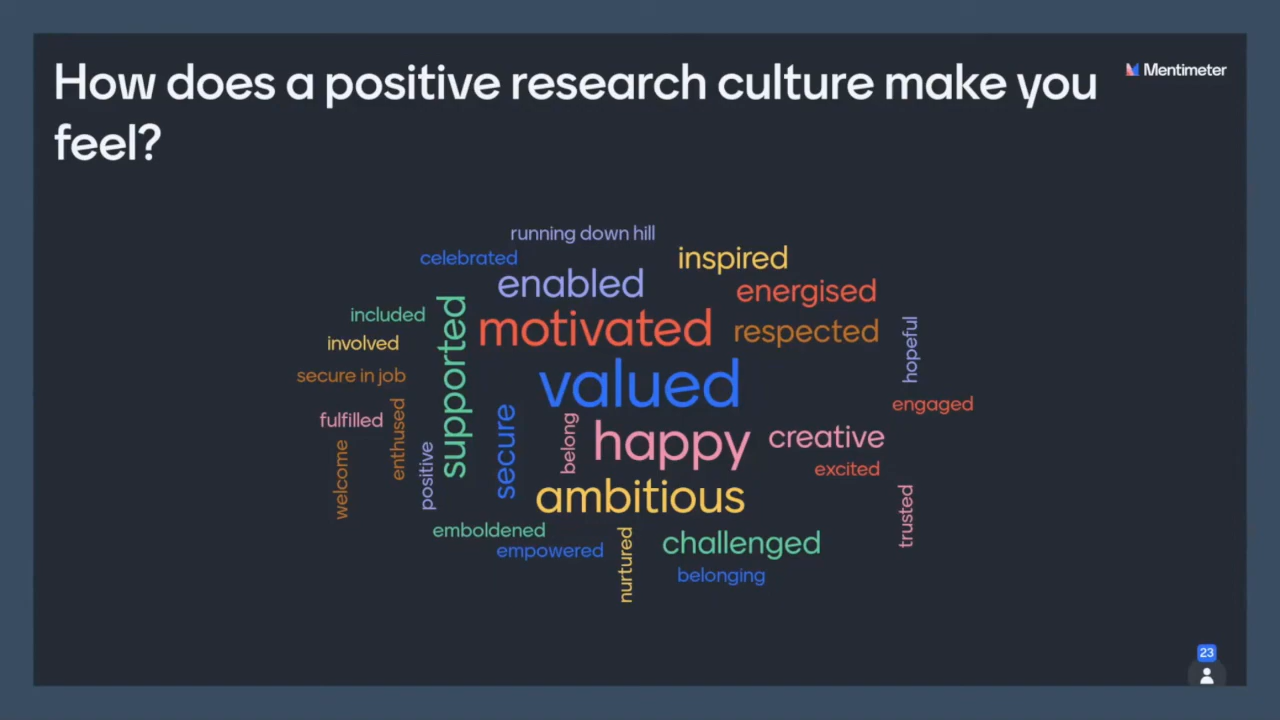 How does a positive research culture make you
feel?
Mentimeter
running down hill
celebrated
inspired
enabled
energised
included
supported
motivated
respected
hopeful
involved
valued
secure in job
engaged
fulfilled
enthused
secure
belong
happy
creative
welcome
positive
excited
ambitious
trusted
emboldened
empowered
nurtured
challenged
belonging
23